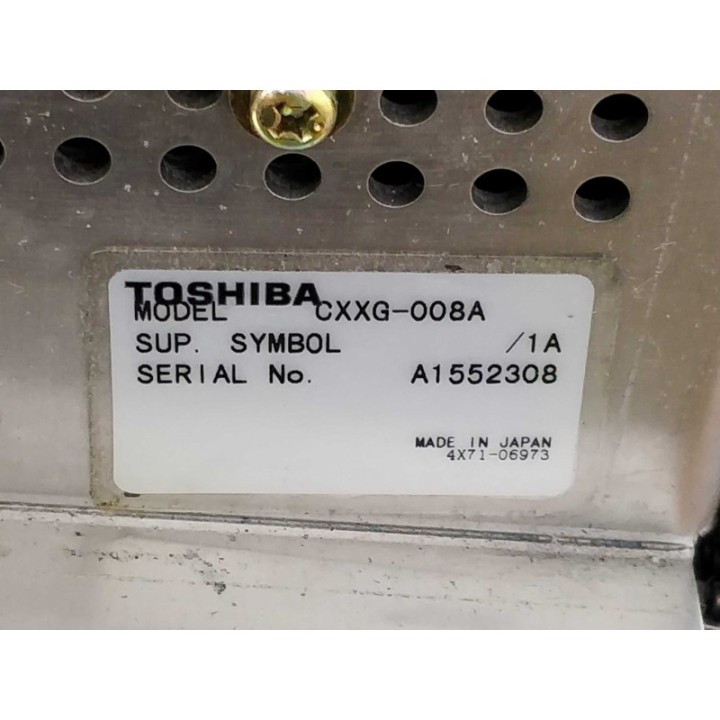 TOSHIBA
MODEL CXXG-008A
SUP. SYMBOL /1A
SERIAL No. A1552308
MADE IN JAPAN
4X71-06973